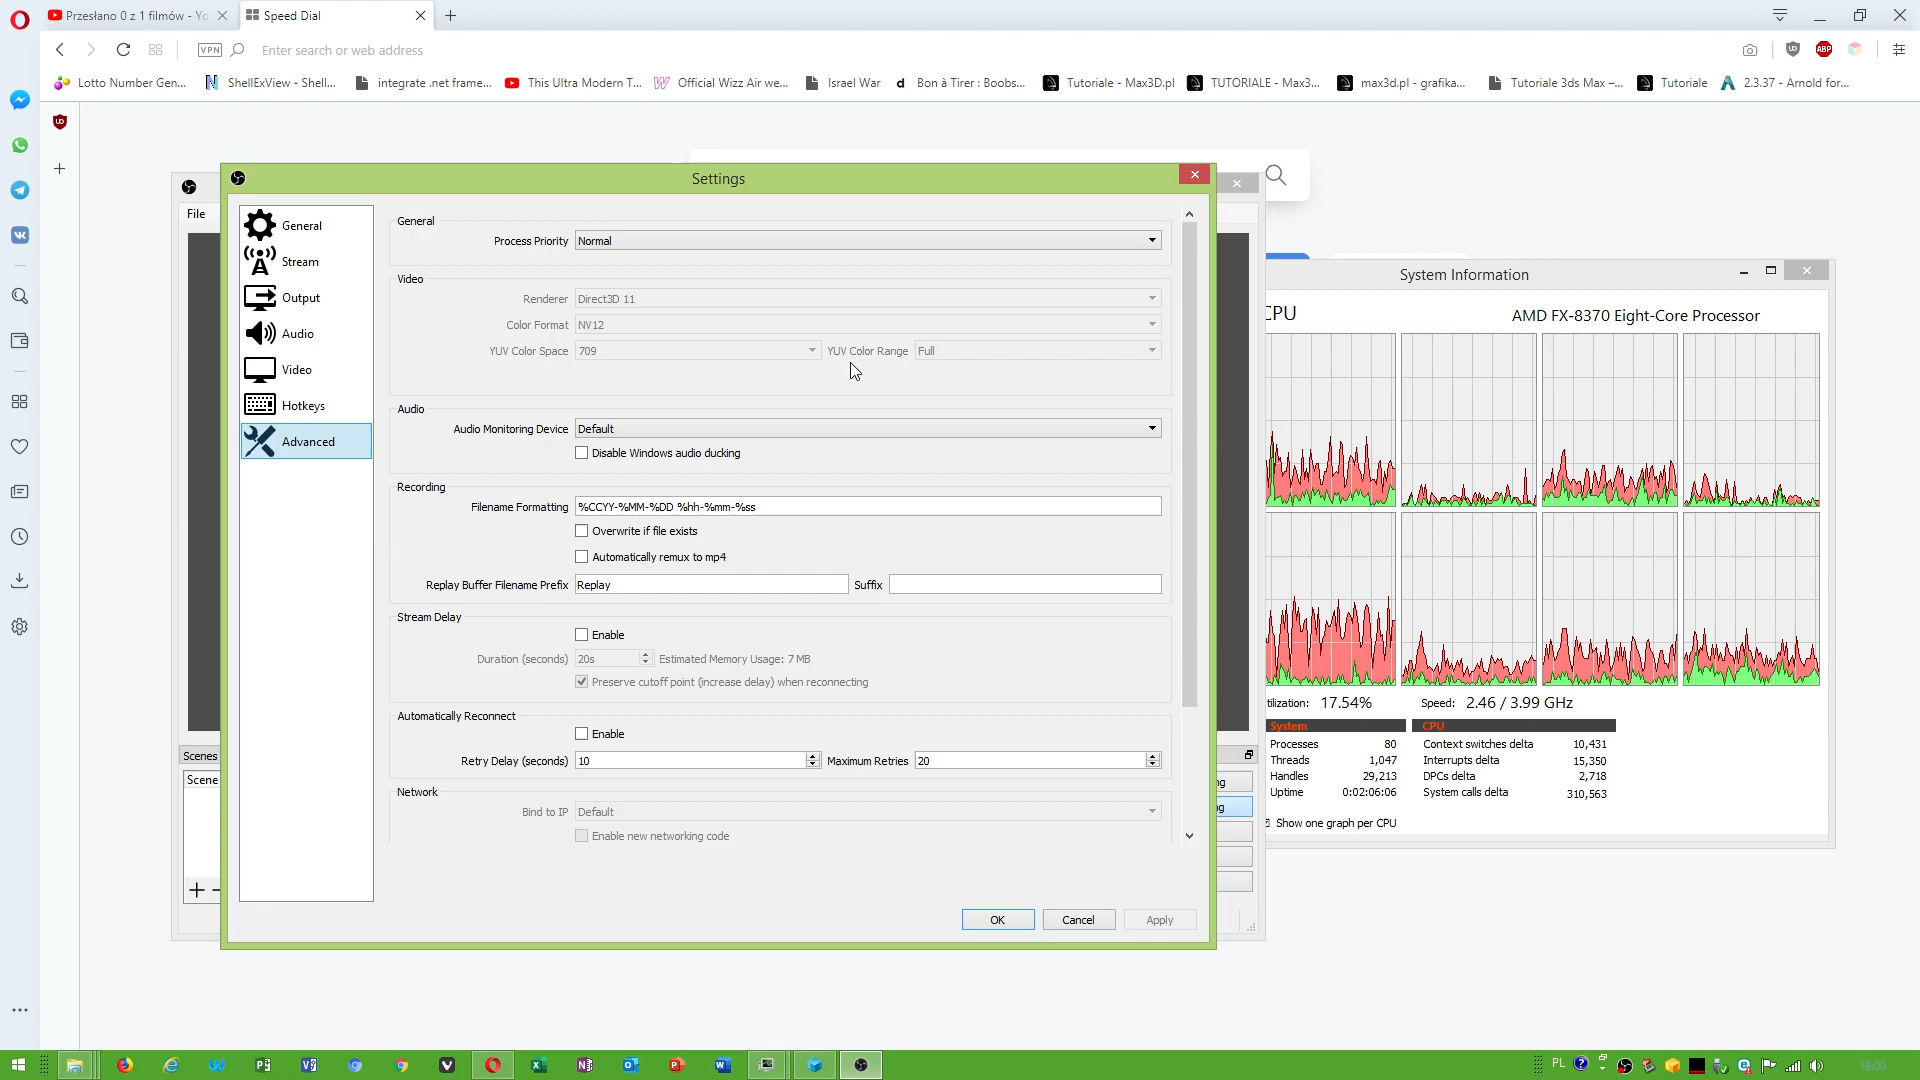 Przesłano 0 z 1 filmów - Yo
Speed Dial
VPN
Enter search or web address
ABP
Lotto Number Gen...
ShellExView - Shell...
integrate .net frame...
This Ultra Modern T...
Official Wizz Air we...
Israel War
Bon à Tirer : Boobs...
Tutoriale - Max3D.pl
TUTORIALE - Max3...
max3d.pl - grafika...
Tutoriale 3ds Max –...
Tutoriale
2.3.37 - Arnold for...
File
Settings
General
Stream
Output
Audio
Video
Hotkeys
Advanced
General
Process Priority Normal
Video
Renderer Direct3D 11
Color Format NV12
YUV Color Space 709 YUV Color Range Full
Audio
Audio Monitoring Device Default
Disable Windows audio ducking
Recording
Filename Formatting %CCYY-%MM-%DD %hh-%mm-%ss
Overwrite if file exists
Automatically remux to mp4
Replay Buffer Filename Prefix Replay Suffix
Stream Delay
Enable
Duration (seconds) 20s Estimated Memory Usage: 7 MB
Preserve cutoff point (increase delay) when reconnecting
Automatically Reconnect
Enable
Retry Delay (seconds) 10 Maximum Retries 20
Network
Bind to IP Default
Enable new networking code
OK Cancel Apply
Scenes
Scene
ng
ng
System Information
CPU AMD FX-8370 Eight-Core Processor
tilization: 17.54% Speed: 2.46 / 3.99 GHz
System CPU
Processes 80 Context switches delta 10,431
Threads 1,047 Interrupts delta 15,350
Handles 29,213 DPCs delta 2,718
Uptime 0:02:06:06 System calls delta 310,563
Show one graph per CPU
PL
19:00